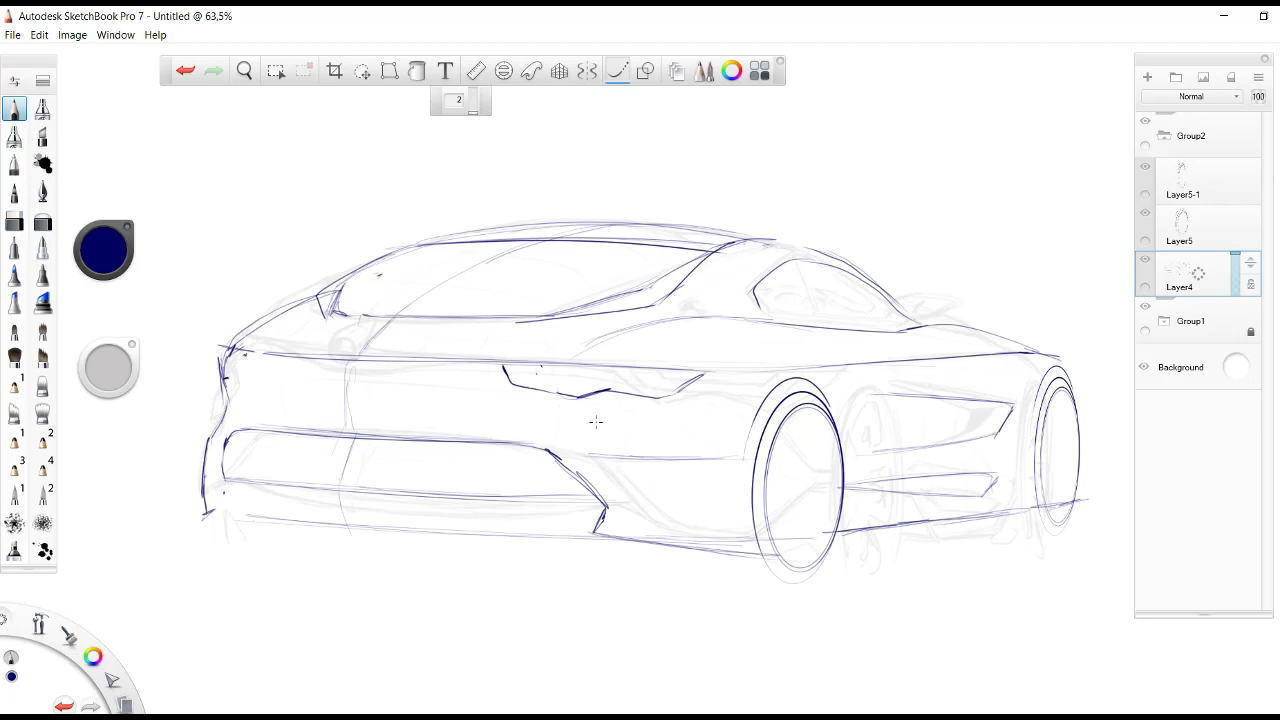 Autodesk SketchBook Pro 7 - Untitled @ 63,5%
File Edit Image Window Help
2
Normal 100
Group2
Layer5-1
Layer5
Layer4
Group1
Background
1
1 2
3 4
1 2